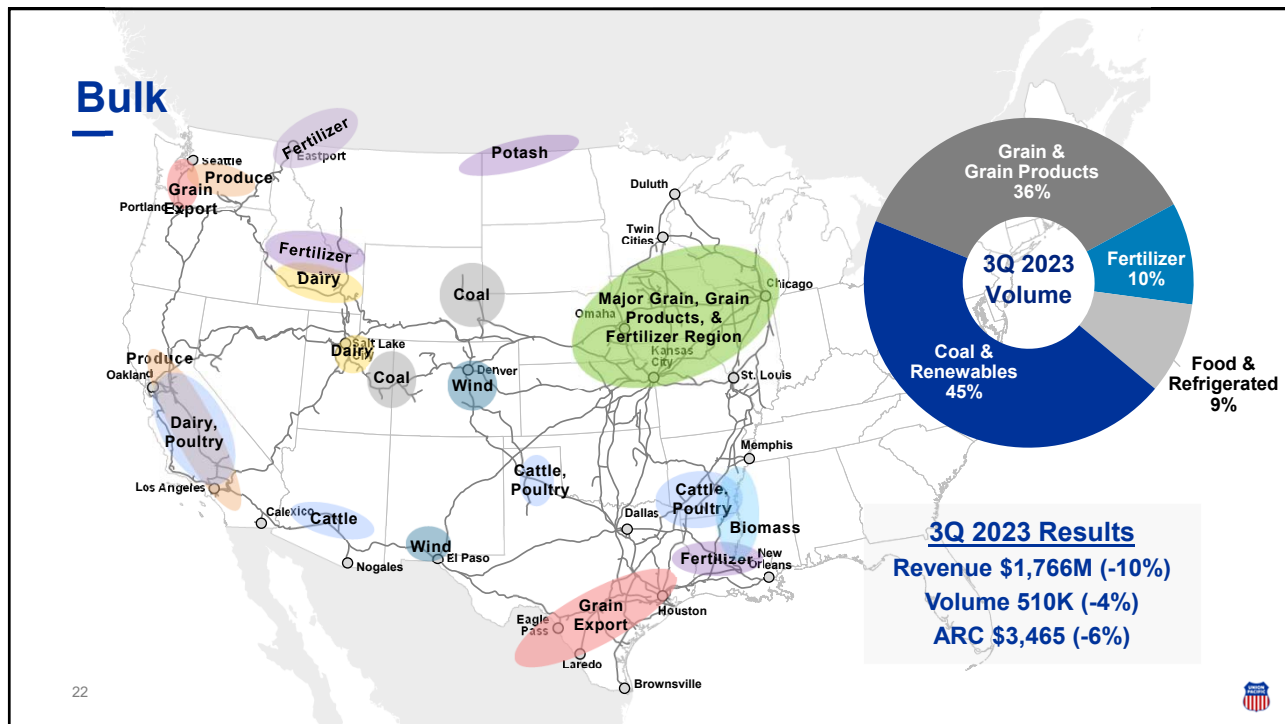 Bulk
Fertilizer
Eastport
Potash
Seattle
Produce
Grain
Export
Portland
Duluth
Twin
Cities
Fertilizer
Dairy
Coal
Major Grain, Grain
Products, &
Fertilizer Region
Omaha
Kansas
City
Chicago
Salt Lake
City
Dairy
Coal
Denver
Wind
St. Louis
Produce
Oakland
Dairy,
Poultry
Los Angeles
Calexico
Cattle
Nogales
Wind
El Paso
Cattle,
Poultry
Memphis
Cattle,
Poultry
Biomass
Dallas
Fertilizer
New
Orleans
Grain
Export
Houston
Eagle
Pass
Laredo
Brownsville
Grain &
Grain Products
36%
Fertilizer
10%
3Q 2023
Volume
Coal &
Renewables
45%
Food &
Refrigerated
9%
3Q 2023 Results
Revenue $1,766M (-10%)
Volume 510K (-4%)
ARC $3,465 (-6%)
22
UNION
PACIFIC